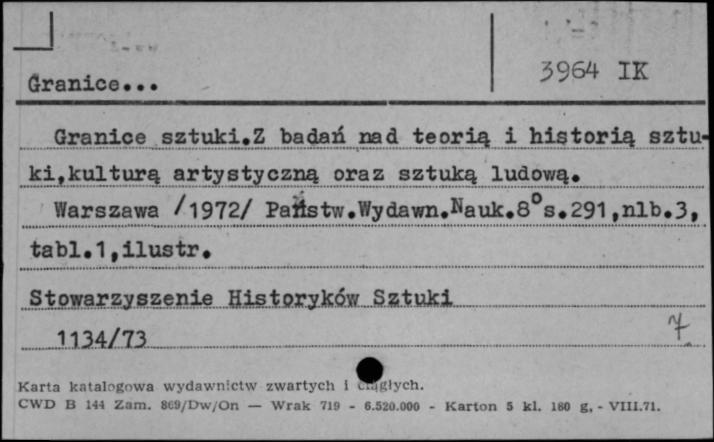 3964 IK
Granice...
Granice sztuki.Z badań nad teorią i historią sztu-
ki,kulturą artystyczną oraz sztuką ludową.
Warszawa /1972/ Państw.Wydawn.Nauk.8°s.291,nlb.3,
tabl.1,ilustr.
Stowarzyszenie Historyków Sztuki
1134/73
7
Karta katalogowa wydawnictw zwartych i ciągłych.
CWD B 144 Zam. 869/Dw/On — Wrak 719 - 6.520.000 - Karton 5 kl. 180 g, - VIII.71.